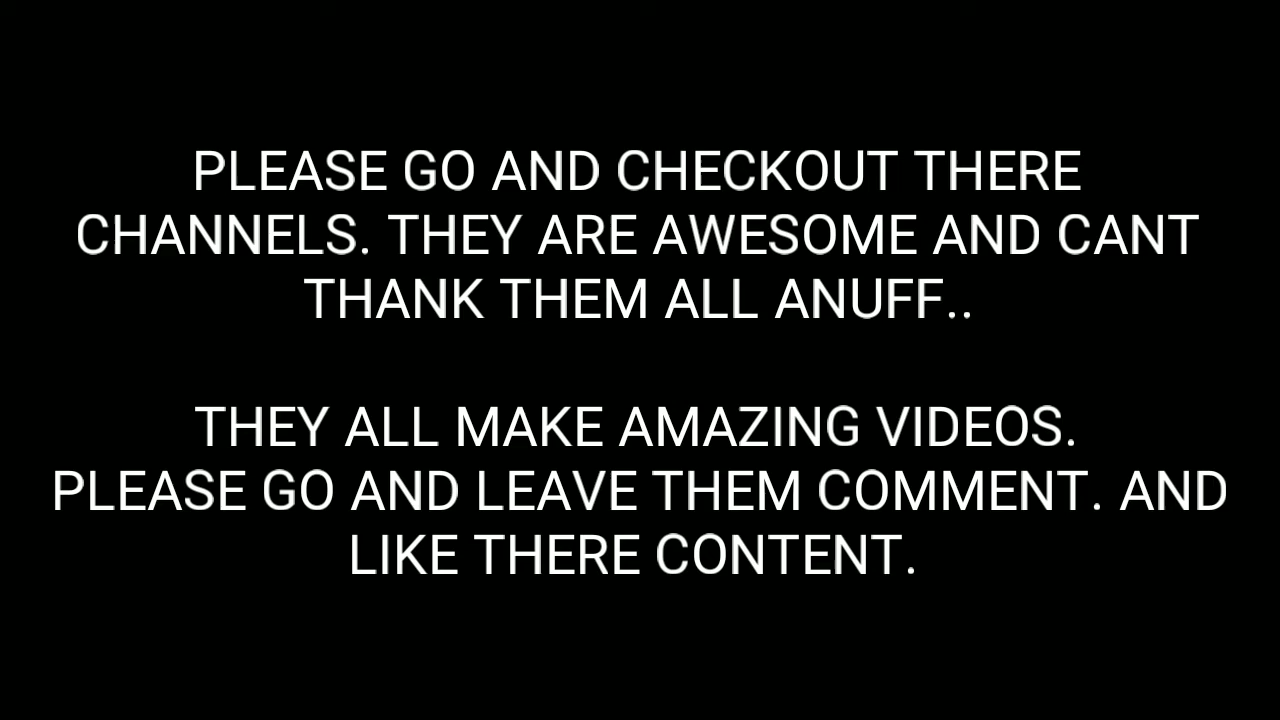 PLEASE GO AND CHECKOUT THERE
CHANNELS. THEY ARE AWESOME AND CANT
THANK THEM ALL ANUFF..
THEY ALL MAKE AMAZING VIDEOS.
PLEASE GO AND LEAVE THEM COMMENT. AND
LIKE THERE CONTENT.